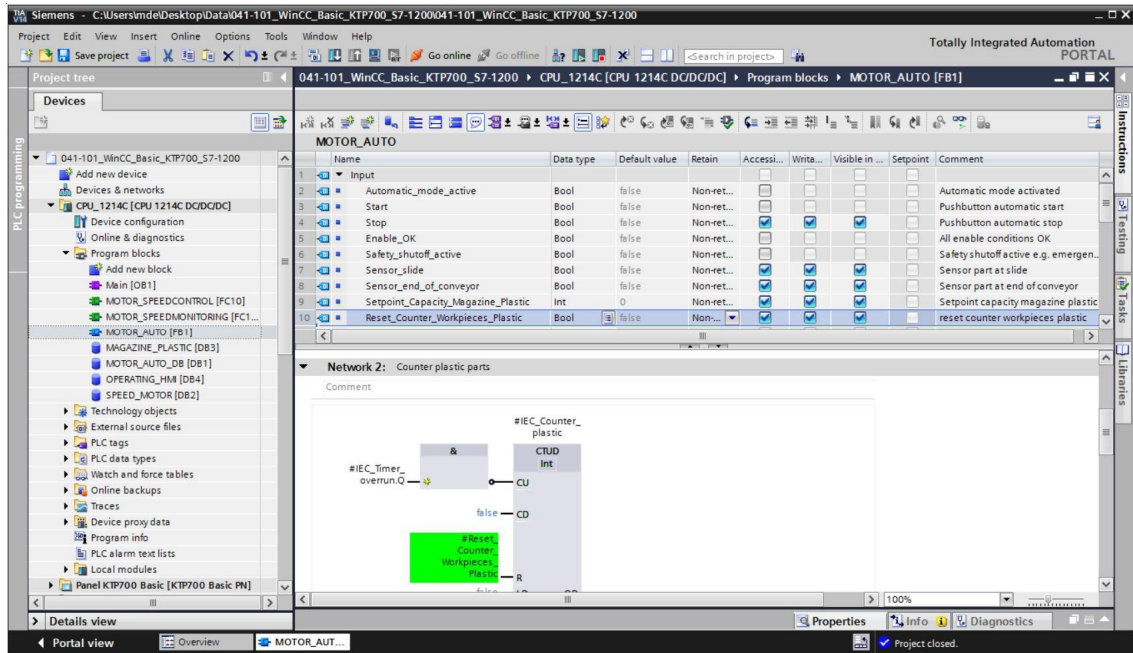 TIA V14 Siemens - C:\Users\mde\Desktop\Data\041-101_WinCC_Basic_KTP700_S7-1200\041-101_WinCC_Basic_KTP700_S7-1200
Project Edit View Insert Online Options Tools Window Help
Save project Go online Go offline <Search in project>
Totally Integrated Automation
PORTAL
Project tree
041-101_WinCC_Basic_KTP700_S7-1200 CPU_1214C [CPU 1214C DC/DC/DC] Program blocks MOTOR_AUTO [FB1]
Devices
PLC programming
041-101_WinCC_Basic_KTP700_S7-1200
Add new device
Devices & networks
CPU_1214C [CPU 1214C DC/DC/DC]
Device configuration
Online & diagnostics
Program blocks
Add new block
Main [OB1]
MOTOR_SPEEDCONTROL [FC10]
MOTOR_SPEEDMONITORING [FC1...
MOTOR_AUTO [FB1]
MAGAZINE_PLASTIC [DB3]
MOTOR_AUTO_DB [DB1]
OPERATING_HMI [DB4]
SPEED_MOTOR [DB2]
Technology objects
External source files
PLC tags
PLC data types
Watch and force tables
Online backups
Traces
Device proxy data
Program info
PLC alarm text lists
Local modules
Panel KTP700 Basic [KTP700 Basic PN]
Details view
MOTOR_AUTO
Name Data type Default value Retain Accessi... Writa... Visible in ... Setpoint Comment
1 Input
2 Automatic_mode_active Bool false Non-ret... Automatic mode activated
3 Start Bool false Non-ret... Pushbutton automatic start
4 Stop Bool false Non-ret... Pushbutton automatic stop
5 Enable_OK Bool false Non-ret... All enable conditions OK
6 Safety_shutoff_active Bool false Non-ret... Safety shutoff active e.g. emergen..
7 Sensor_slide Bool false Non-ret... Sensor part at slide
8 Sensor_end_of_conveyor Bool false Non-ret... Sensor part at end of conveyor
9 Setpoint_Capacity_Magazine_Plastic Int 0 Non-ret... Setpoint capacity magazine plastic
10 Reset_Counter_Workpieces_Plastic Bool false Non-... reset counter workpieces plastic
Network 2: Counter plastic parts
Comment
#IEC_Counter_
plastic
& CTUD
Int
#IEC_Timer_
overrun.Q CU
false CD
#Reset_
Counter_
Workpieces_
Plastic R
100%
Properties Info Diagnostics
Instructions
Testing
Tasks
Libraries
Portal view Overview MOTOR_AUT... Project closed.